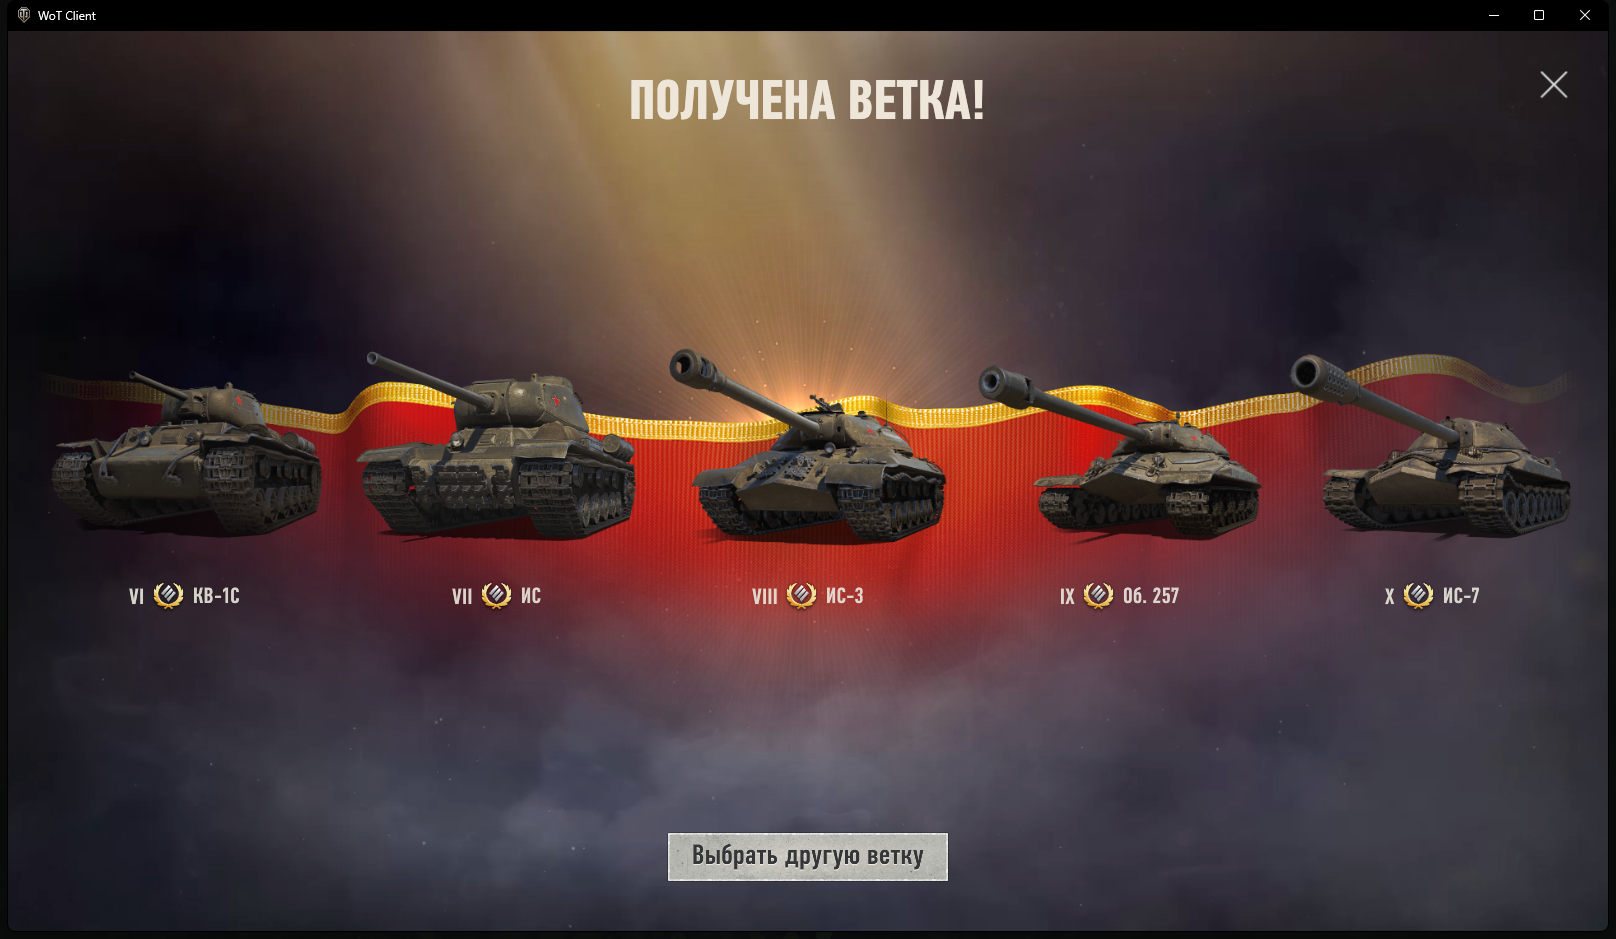 WoT Client
ПОЛУЧЕНА ВЕТКА!
VI КВ-1С
VII ИС
VIII ИС-3
IX Об. 257
X ИС-7
Выбрать другую ветку